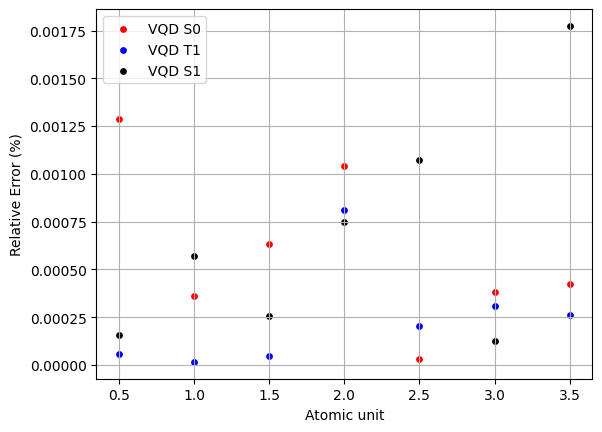 VQD S0
VQD T1
VQD S1
Relative Error (%)
0.00175
0.00150
0.00125
0.00100
0.00075
0.00050
0.00025
0.00000
0.5 1.0 1.5 2.0 2.5 3.0 3.5
Atomic unit